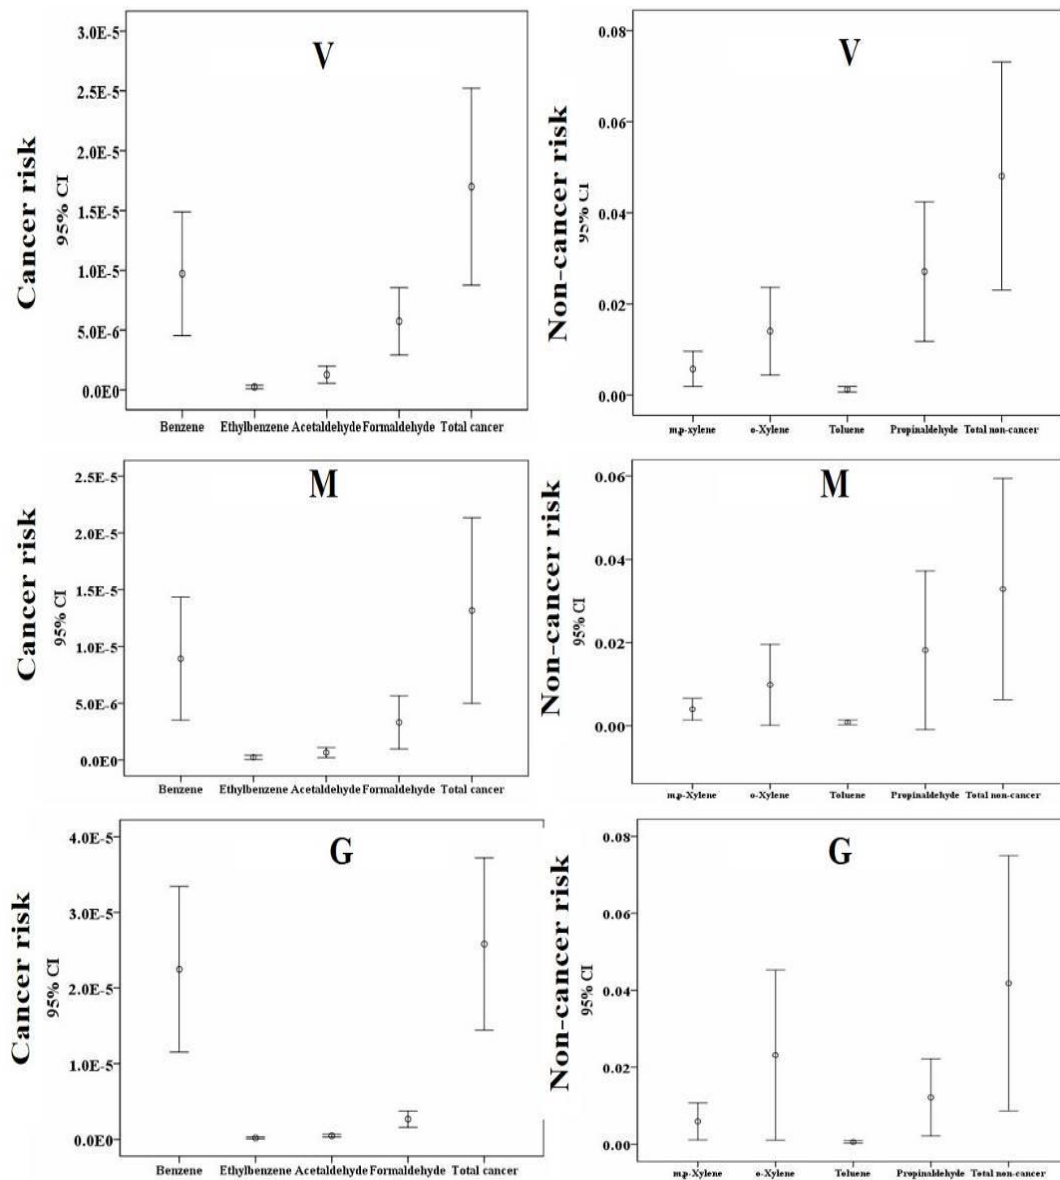 V
Cancer risk
95% CI
3.0E-5
2.5E-5
2.0E-5
1.5E-5
1.0E-5
5.0E-6
0.0E0
Benzene Ethylbenzene Acetaldehyde Formaldehyde Total cancer
V
Non-cancer risk
95% CI
0.08
0.06
0.04
0.02
0.00
m,p-xylene o-Xylene Toluene Propinaldehyde Total non-cancer
M
Cancer risk
95% CI
2.5E-5
2.0E-5
1.5E-5
1.0E-5
5.0E-6
0.0E0
Benzene Ethylbenzene Acetaldehyde Formaldehyde Total cancer
M
Non-cancer risk
95% CI
0.06
0.04
0.02
0.00
m,p-Xylene o-Xylene Toluene Propinaldehyde Total non-cancer
G
Cancer risk
95% CI
4.0E-5
3.0E-5
2.0E-5
1.0E-5
0.0E0
Benzene Ethylbenzene Acetaldehyde Formaldehyde Total cancer
G
Non-cancer risk
95% CI
0.08
0.06
0.04
0.02
0.00
m,p-Xylene o-Xylene Toluene Propinaldehyde Total non-cancer